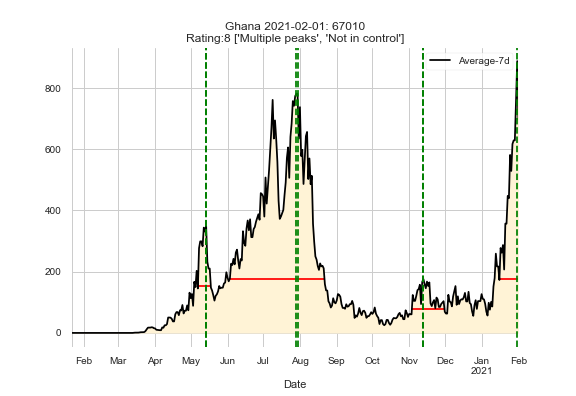 Ghana 2021-02-01: 67010
Rating:8 ['Multiple peaks', 'Not in control']
Average-7d
800
600
400
200
0
Feb Mar Apr May Jun Jul Aug Sep Oct Nov Dec Jan Feb
2021
Date